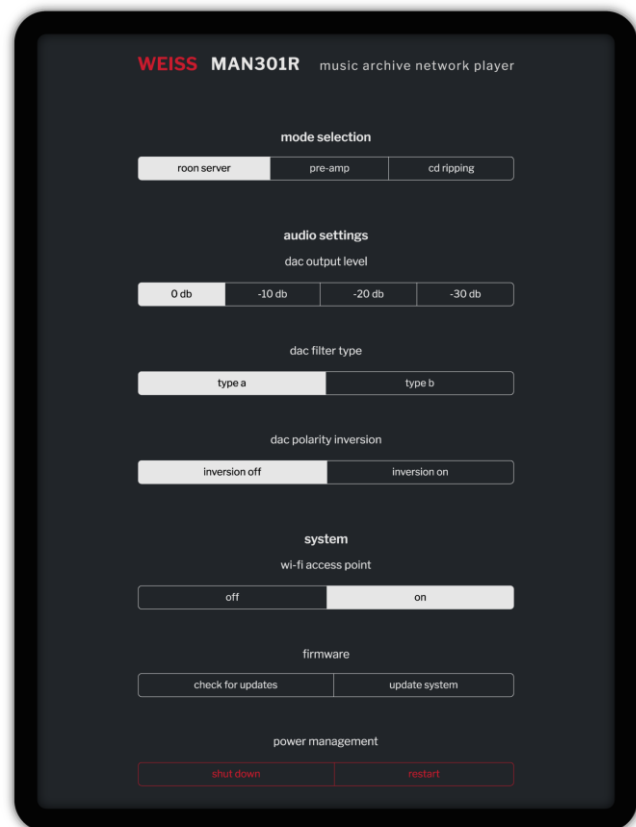 WEISS MAN301R music archive network player
mode selection
roon server pre-amp cd ripping
audio settings
dac output level
0 db -10 db -20 db -30 db
dac filter type
type a type b
dac polarity inversion
inversion off inversion on
system
wi-fi access point
off on
firmware
check for updates update system
power management
shut down restart